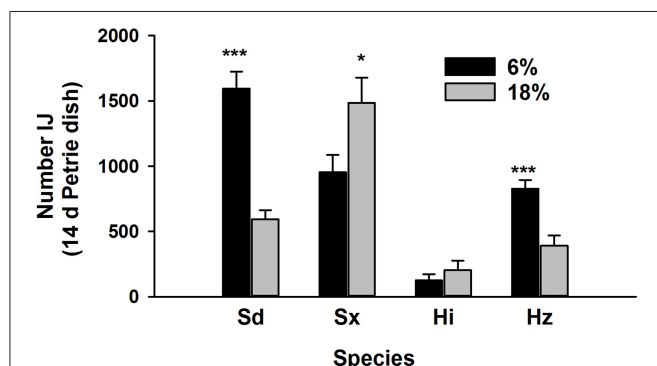 2000
1500
1000
500
0
Number IJ
(14 d Petrie dish)
***
*
***
6%
18%
Sd Sx Hi Hz
Species